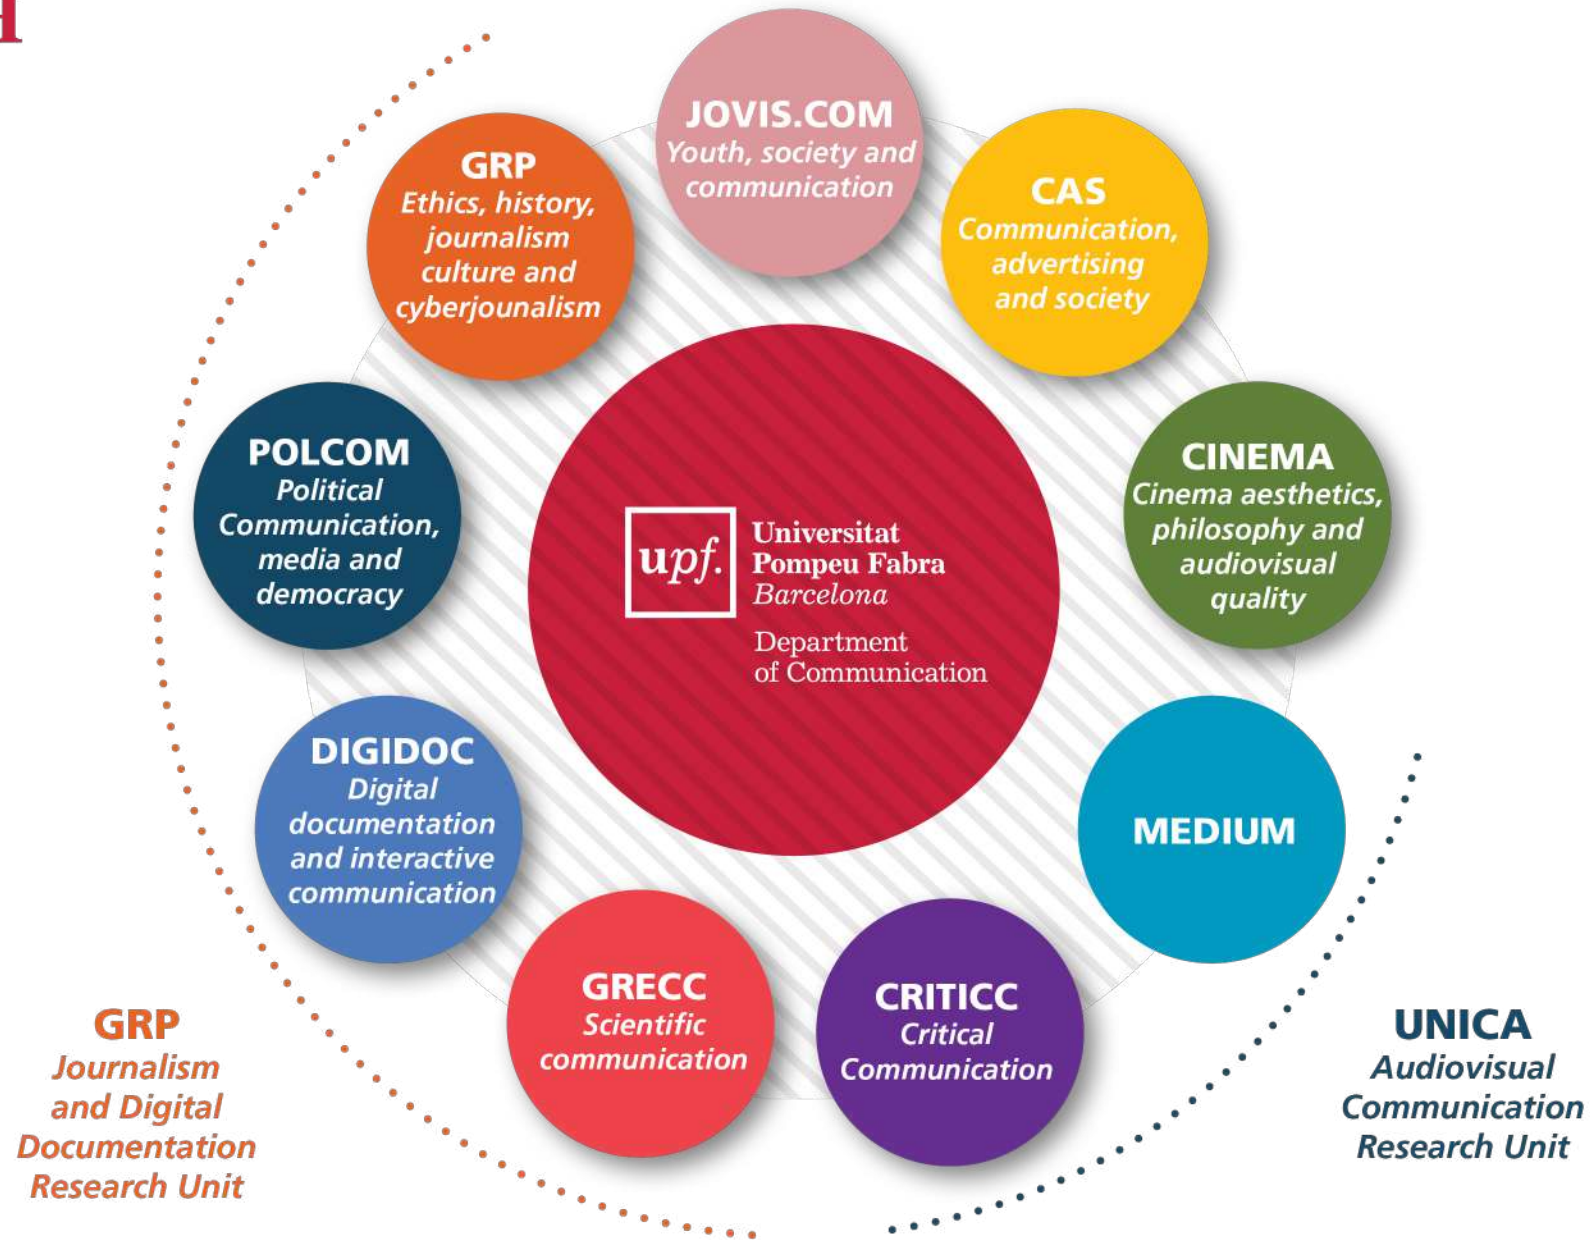 JOVIS.COM
Youth, society and
communication
GRP
Ethics, history,
journalism
culture and
cyberjounalism
CAS
Communication,
advertising
and society
POLCOM
Political
Communication,
media and
democracy
CINEMA
Cinema aesthetics,
philosophy and
audiovisual
quality
upf.
Universitat
Pompeu Fabra
Barcelona
Department
of Communication
DIGIDOC
Digital
documentation
and interactive
communication
MEDIUM
GRECC
Scientific
communication
CRITICC
Critical
Communication
GRP
Journalism
and Digital
Documentation
Research Unit
UNICA
Audiovisual
Communication
Research Unit